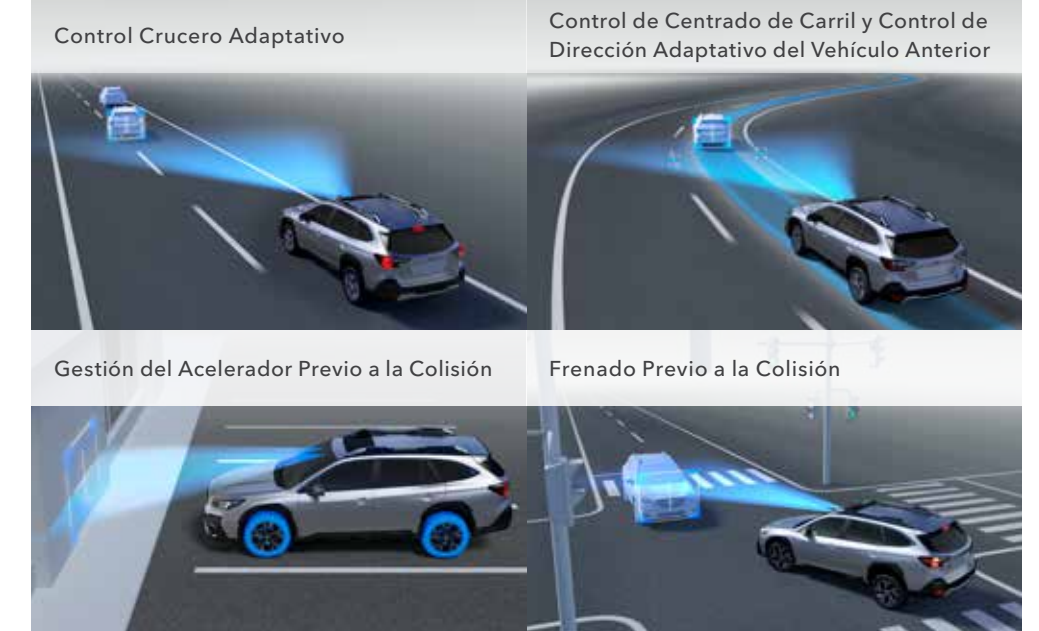 Control Crucero Adaptativo
Control de Centrado de Carril y Control de
Dirección Adaptativo del Vehículo Anterior
Gestión del Acelerador Previo a la Colisión
Frenado Previo a la Colisión